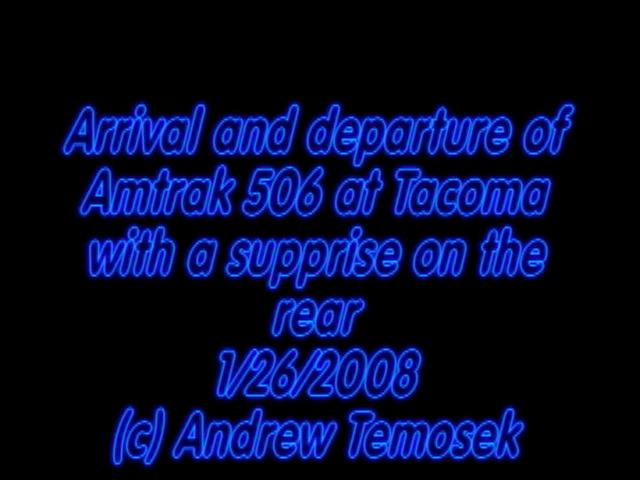 Arrival and departure of
Amtrak 506 at Tacoma
with a supprise on the
rear
1/26/2008
(c) Andrew Temosek